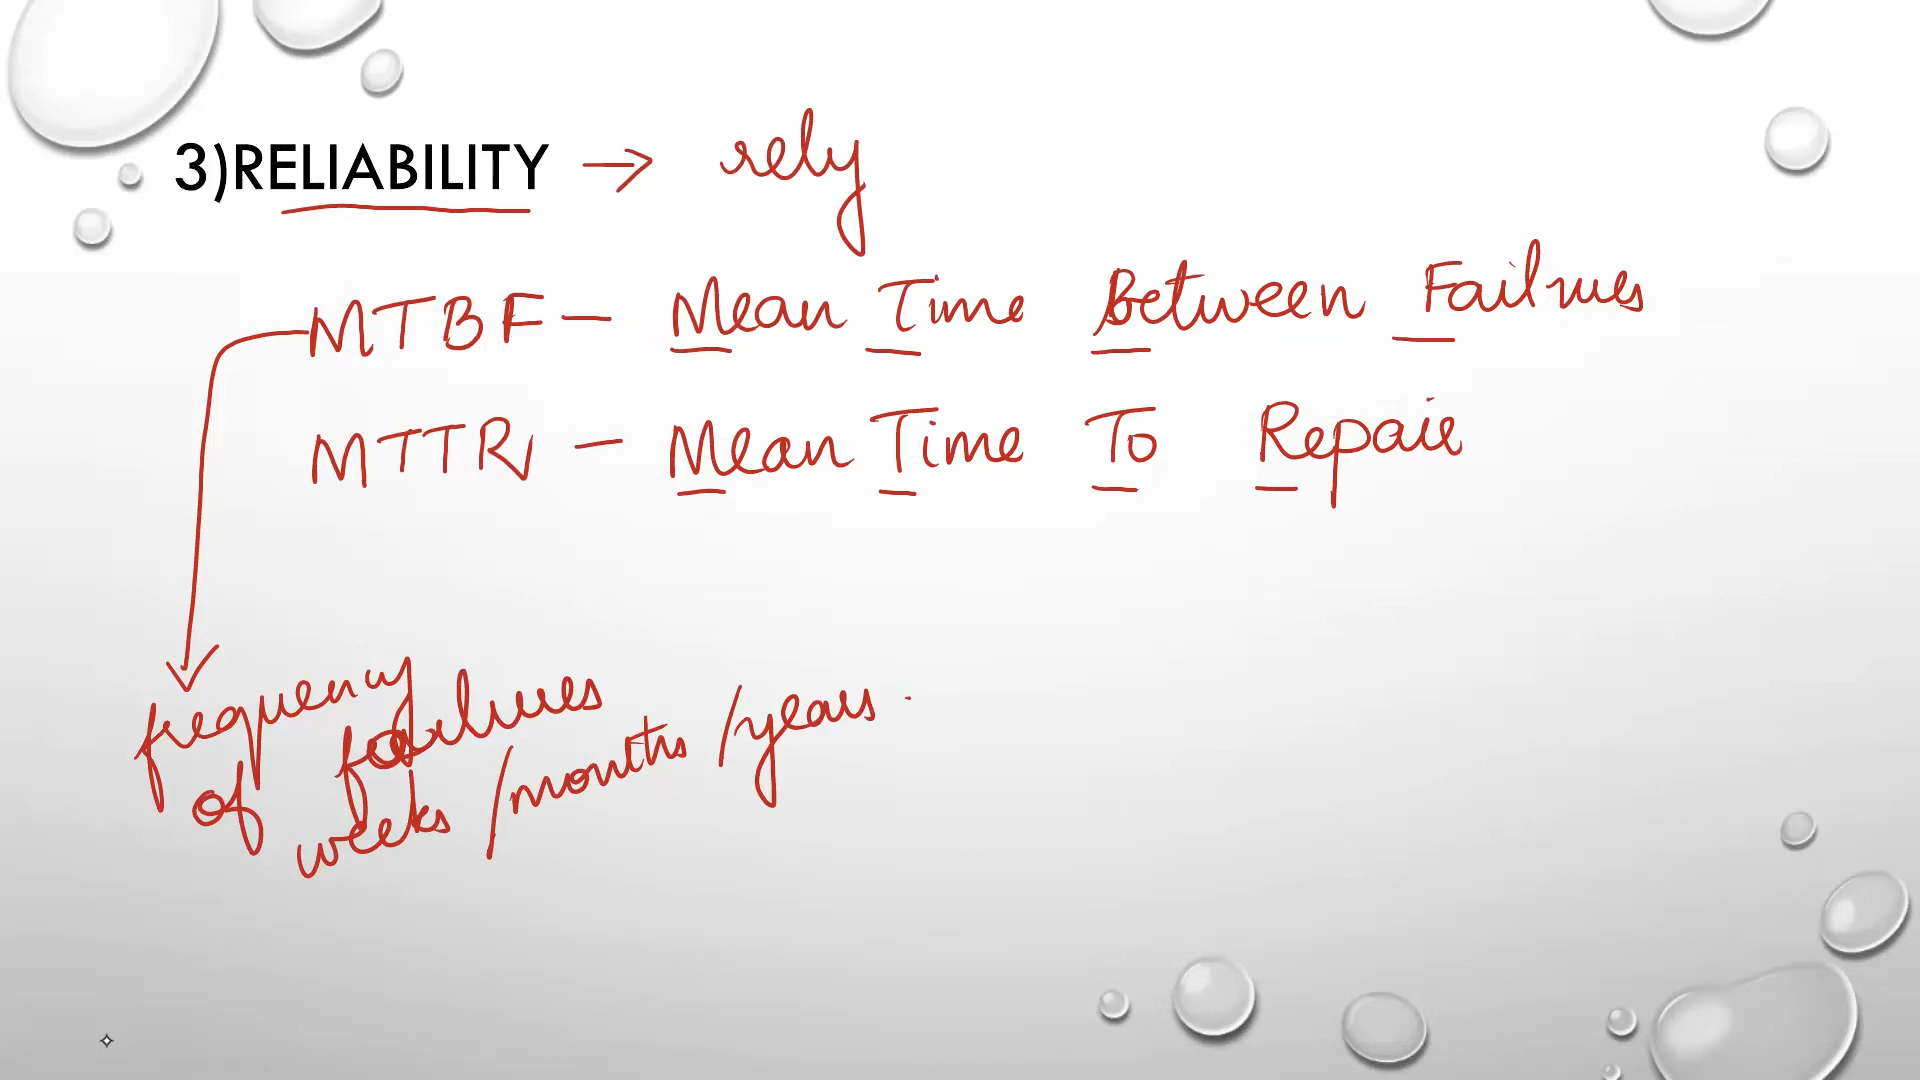 3)RELIABILITY → rely
MTBF – Mean Time Between Failures
MTTR – Mean Time To Repair
frequency
of failures
weeks/months/years.